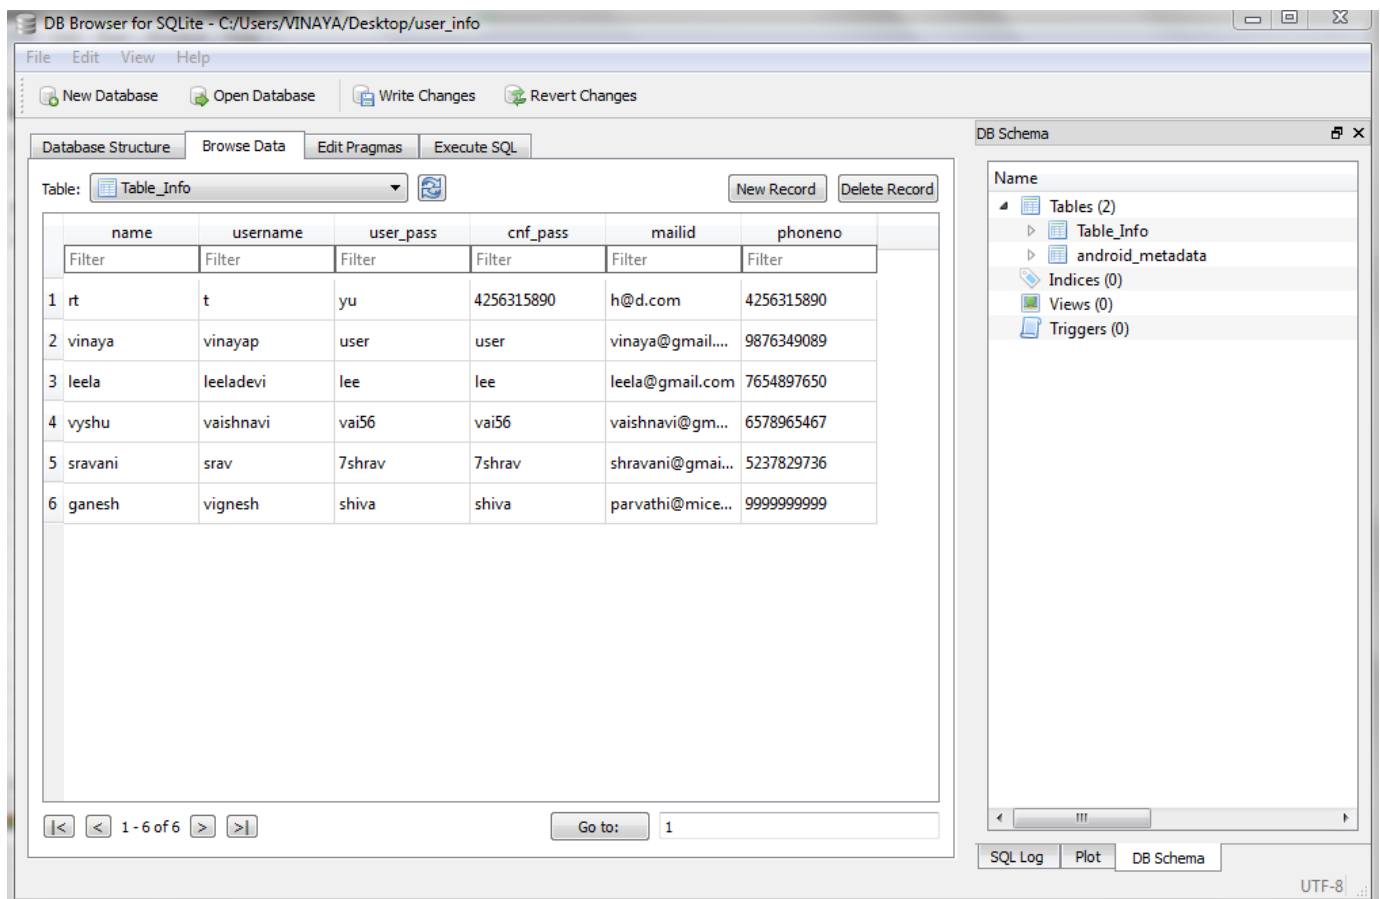 DB Browser for SQLite - C:/Users/VINAYA/Desktop/user_info
File Edit View Help
New Database Open Database Write Changes Revert Changes
Database Structure Browse Data Edit Pragmas Execute SQL
Table: Table_Info New Record Delete Record
name username user_pass cnf_pass mailid phoneno
Filter Filter Filter Filter Filter Filter
1 rt t yu 4256315890 h@d.com 4256315890
2 vinaya vinayap user user vinaya@gmail.... 9876349089
3 leela leeladevi lee lee leela@gmail.com 7654897650
4 vyshu vaishnavi vai56 vai56 vaishnavi@gm... 6578965467
5 sravani srav 7shrav 7shrav shravani@gmai... 5237829736
6 ganesh vignesh shiva shiva parvathi@mice... 9999999999
|< < 1 - 6 of 6 > >| Go to: 1
DB Schema
Name
Tables (2)
Table_Info
android_metadata
Indices (0)
Views (0)
Triggers (0)
SQL Log Plot DB Schema
UTF-8